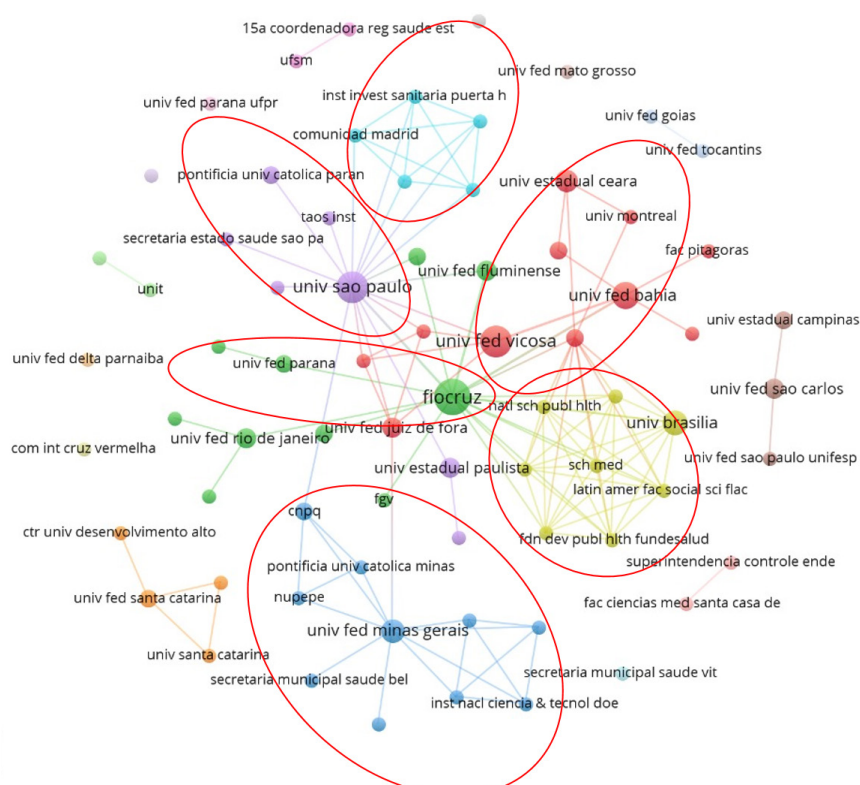 15a coordenadora reg saude est
ufsm
univ fed mato grosso
inst invest sanitaria puerta h
univ fed parana ufpr
univ fed goias
comunidad madrid
univ fed tocantins
pontificia univ catolica paran
univ estadual ceara
taos inst
univ montreal
secretaria estado saude sao pa
fac pitagoras
univ fed fluminense
unit
univ sao paulo
univ fed bahia
univ estadual campinas
univ fed vicosa
univ fed delta parnaiba
univ fed parana
univ fed sao carlos
fiocruz
natl sch publ hlth
univ brasilia
univ fed juiz de fora
univ fed rio de janeiro
com int cruz vermelha
univ fed sao paulo unifesp
univ estadual paulista
sch med
latin amer fac social sci flac
fgv
cnpq
ctr univ desenvolvimento alto
fdn dev publ hlth fundesalud
superintendencia controle ende
pontificia univ catolica minas
nupepe
univ fed santa catarina
fac ciencias med santa casa de
univ fed minas gerais
univ santa catarina
secretaria municipal saude vit
secretaria municipal saude bel
inst nacl ciencia & tecnol doe